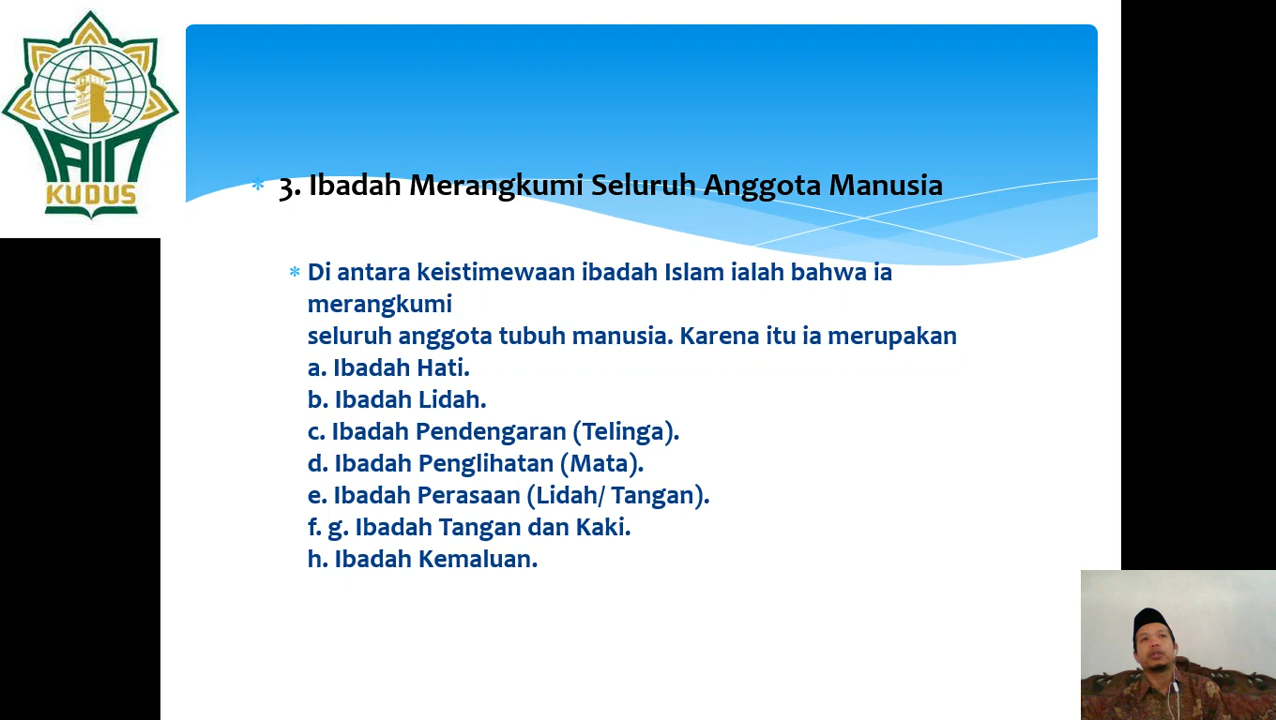 IAIN
KUDUS
3. Ibadah Merangkumi Seluruh Anggota Manusia
Di antara keistimewaan ibadah Islam ialah bahwa ia
merangkumi
seluruh anggota tubuh manusia. Karena itu ia merupakan
a. Ibadah Hati.
b. Ibadah Lidah.
c. Ibadah Pendengaran (Telinga).
d. Ibadah Penglihatan (Mata).
e. Ibadah Perasaan (Lidah/ Tangan).
f. g. Ibadah Tangan dan Kaki.
h. Ibadah Kemaluan.